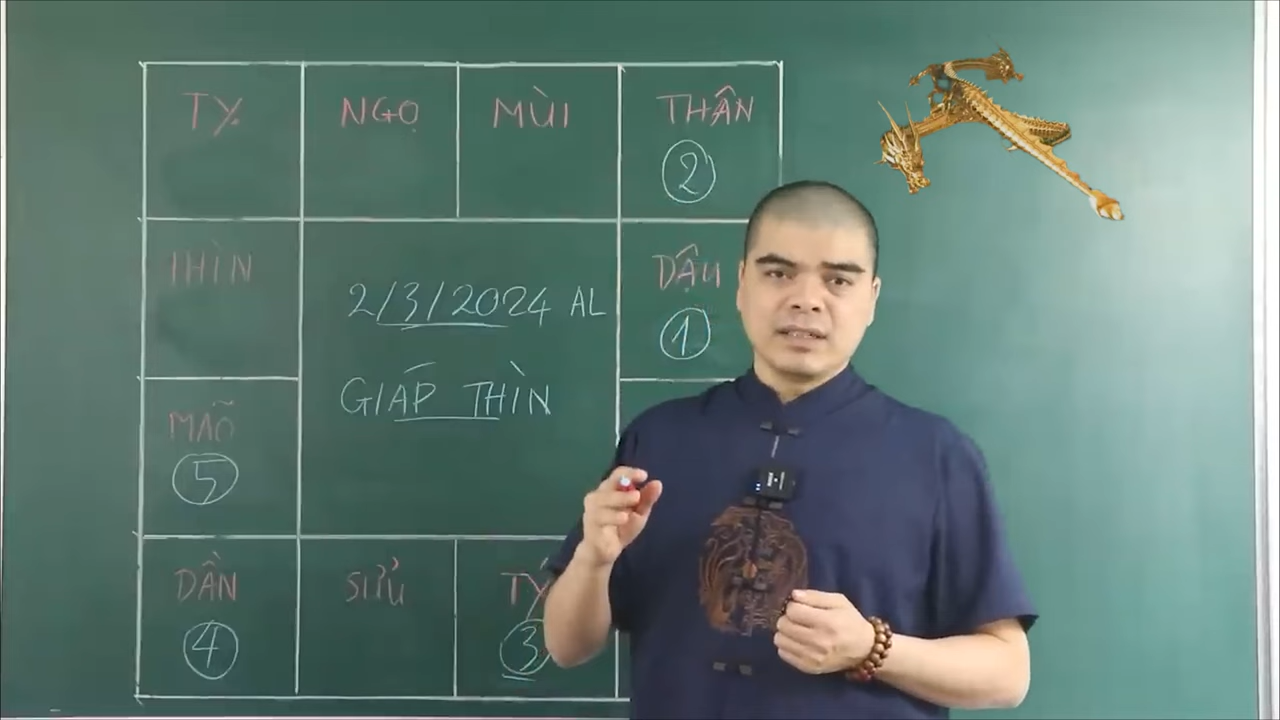 TỴ NGỌ MÙI THÂN
②
THÌN DẬU
2/3/2024 AL
①
GIÁP THÌN
MÃO
⑤
DẦN SỬU TÝ
④ ③